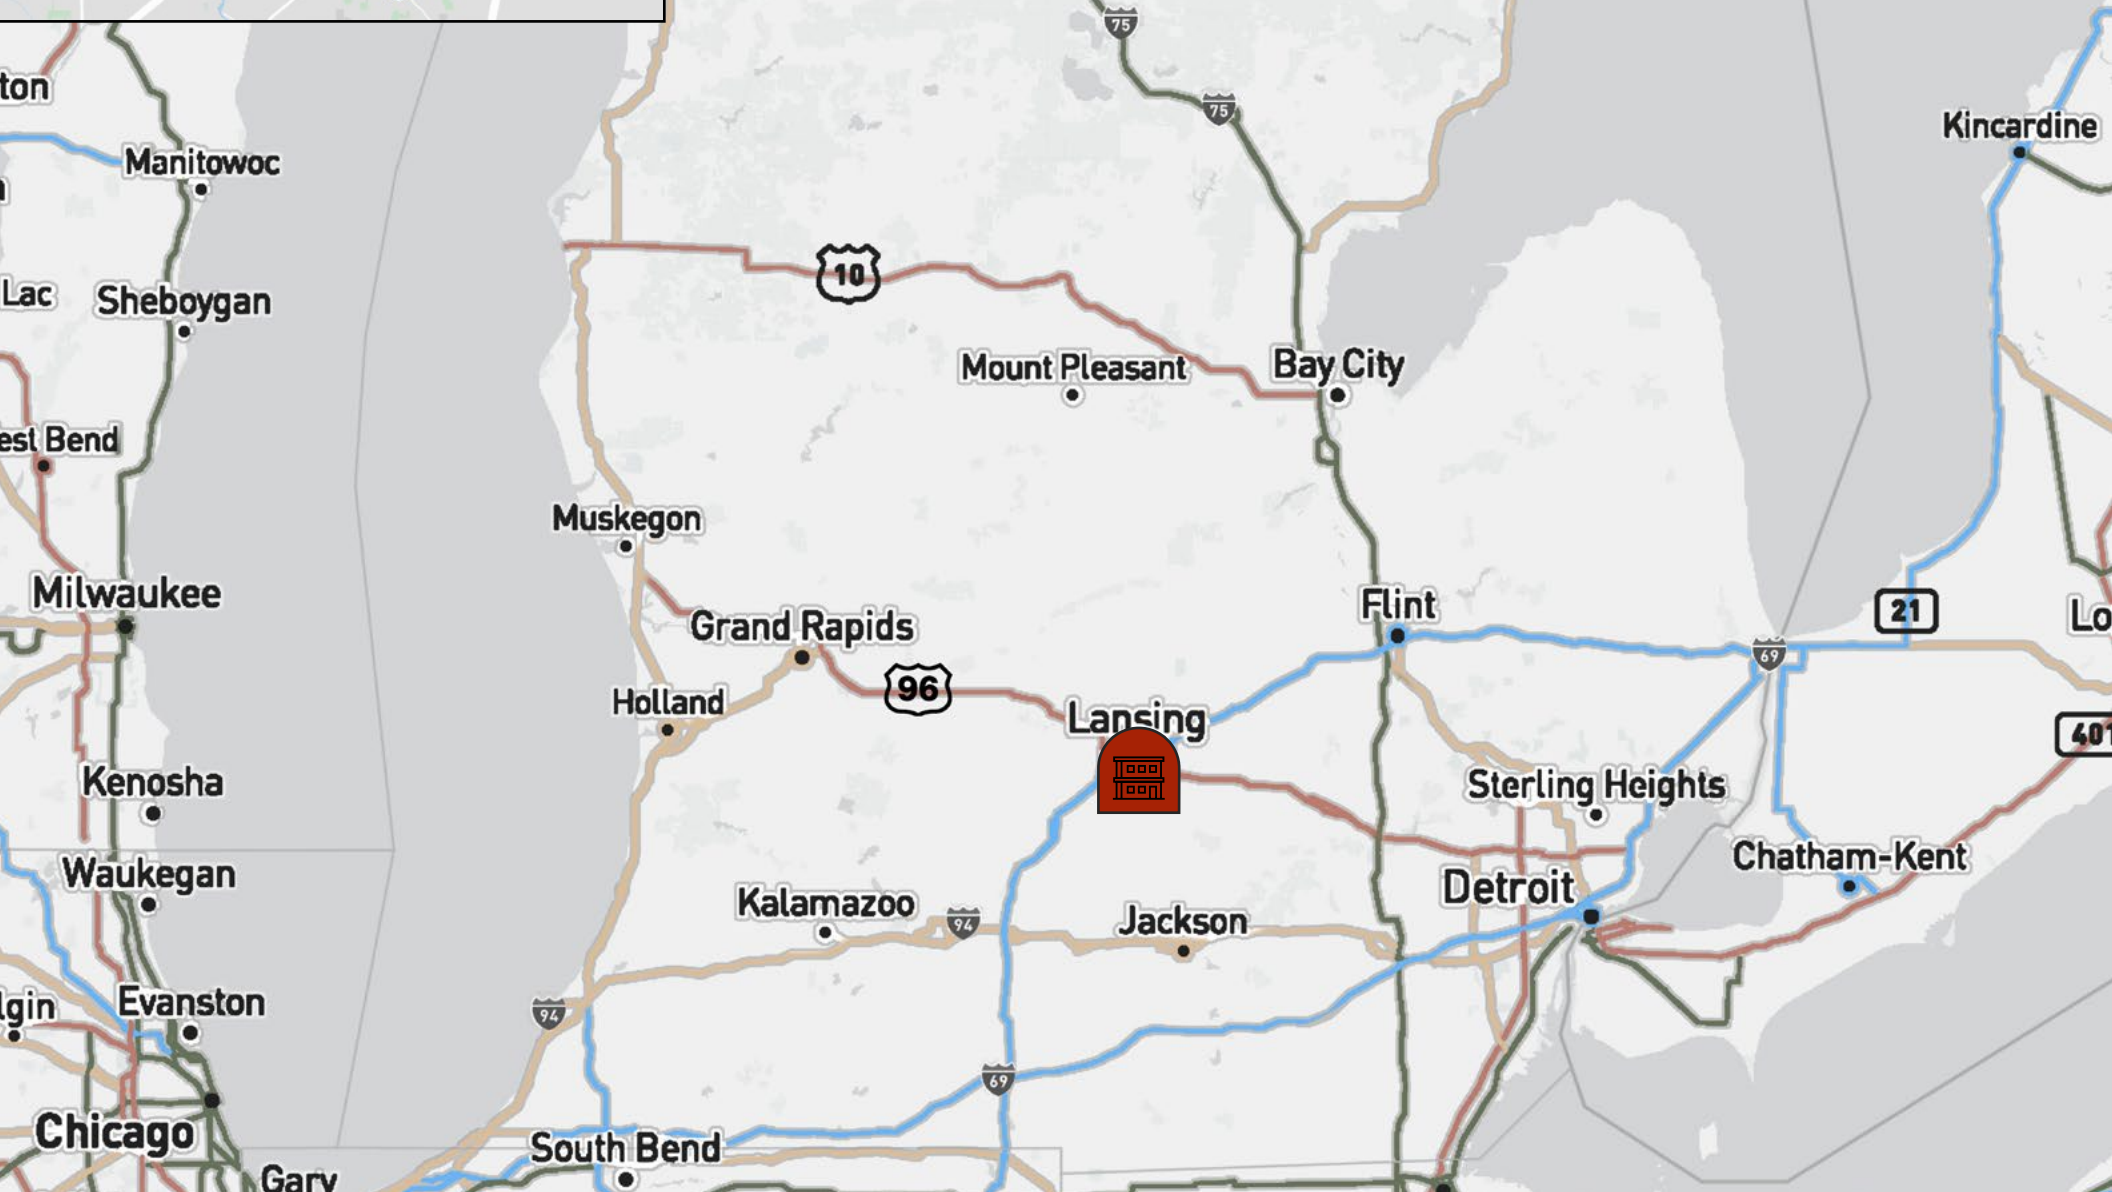 75
75
ton
Kincardine
Manitowoc
10
Lac
Sheboygan
Mount Pleasant
Bay City
est Bend
Muskegon
Milwaukee
Flint
21
Lo
Grand Rapids
69
96
Holland
Lansing
401
Kenosha
Sterling Heights
Waukegan
Chatham-Kent
Detroit
Kalamazoo
94
Jackson
lgin
Evanston
94
69
Chicago
South Bend
Gary